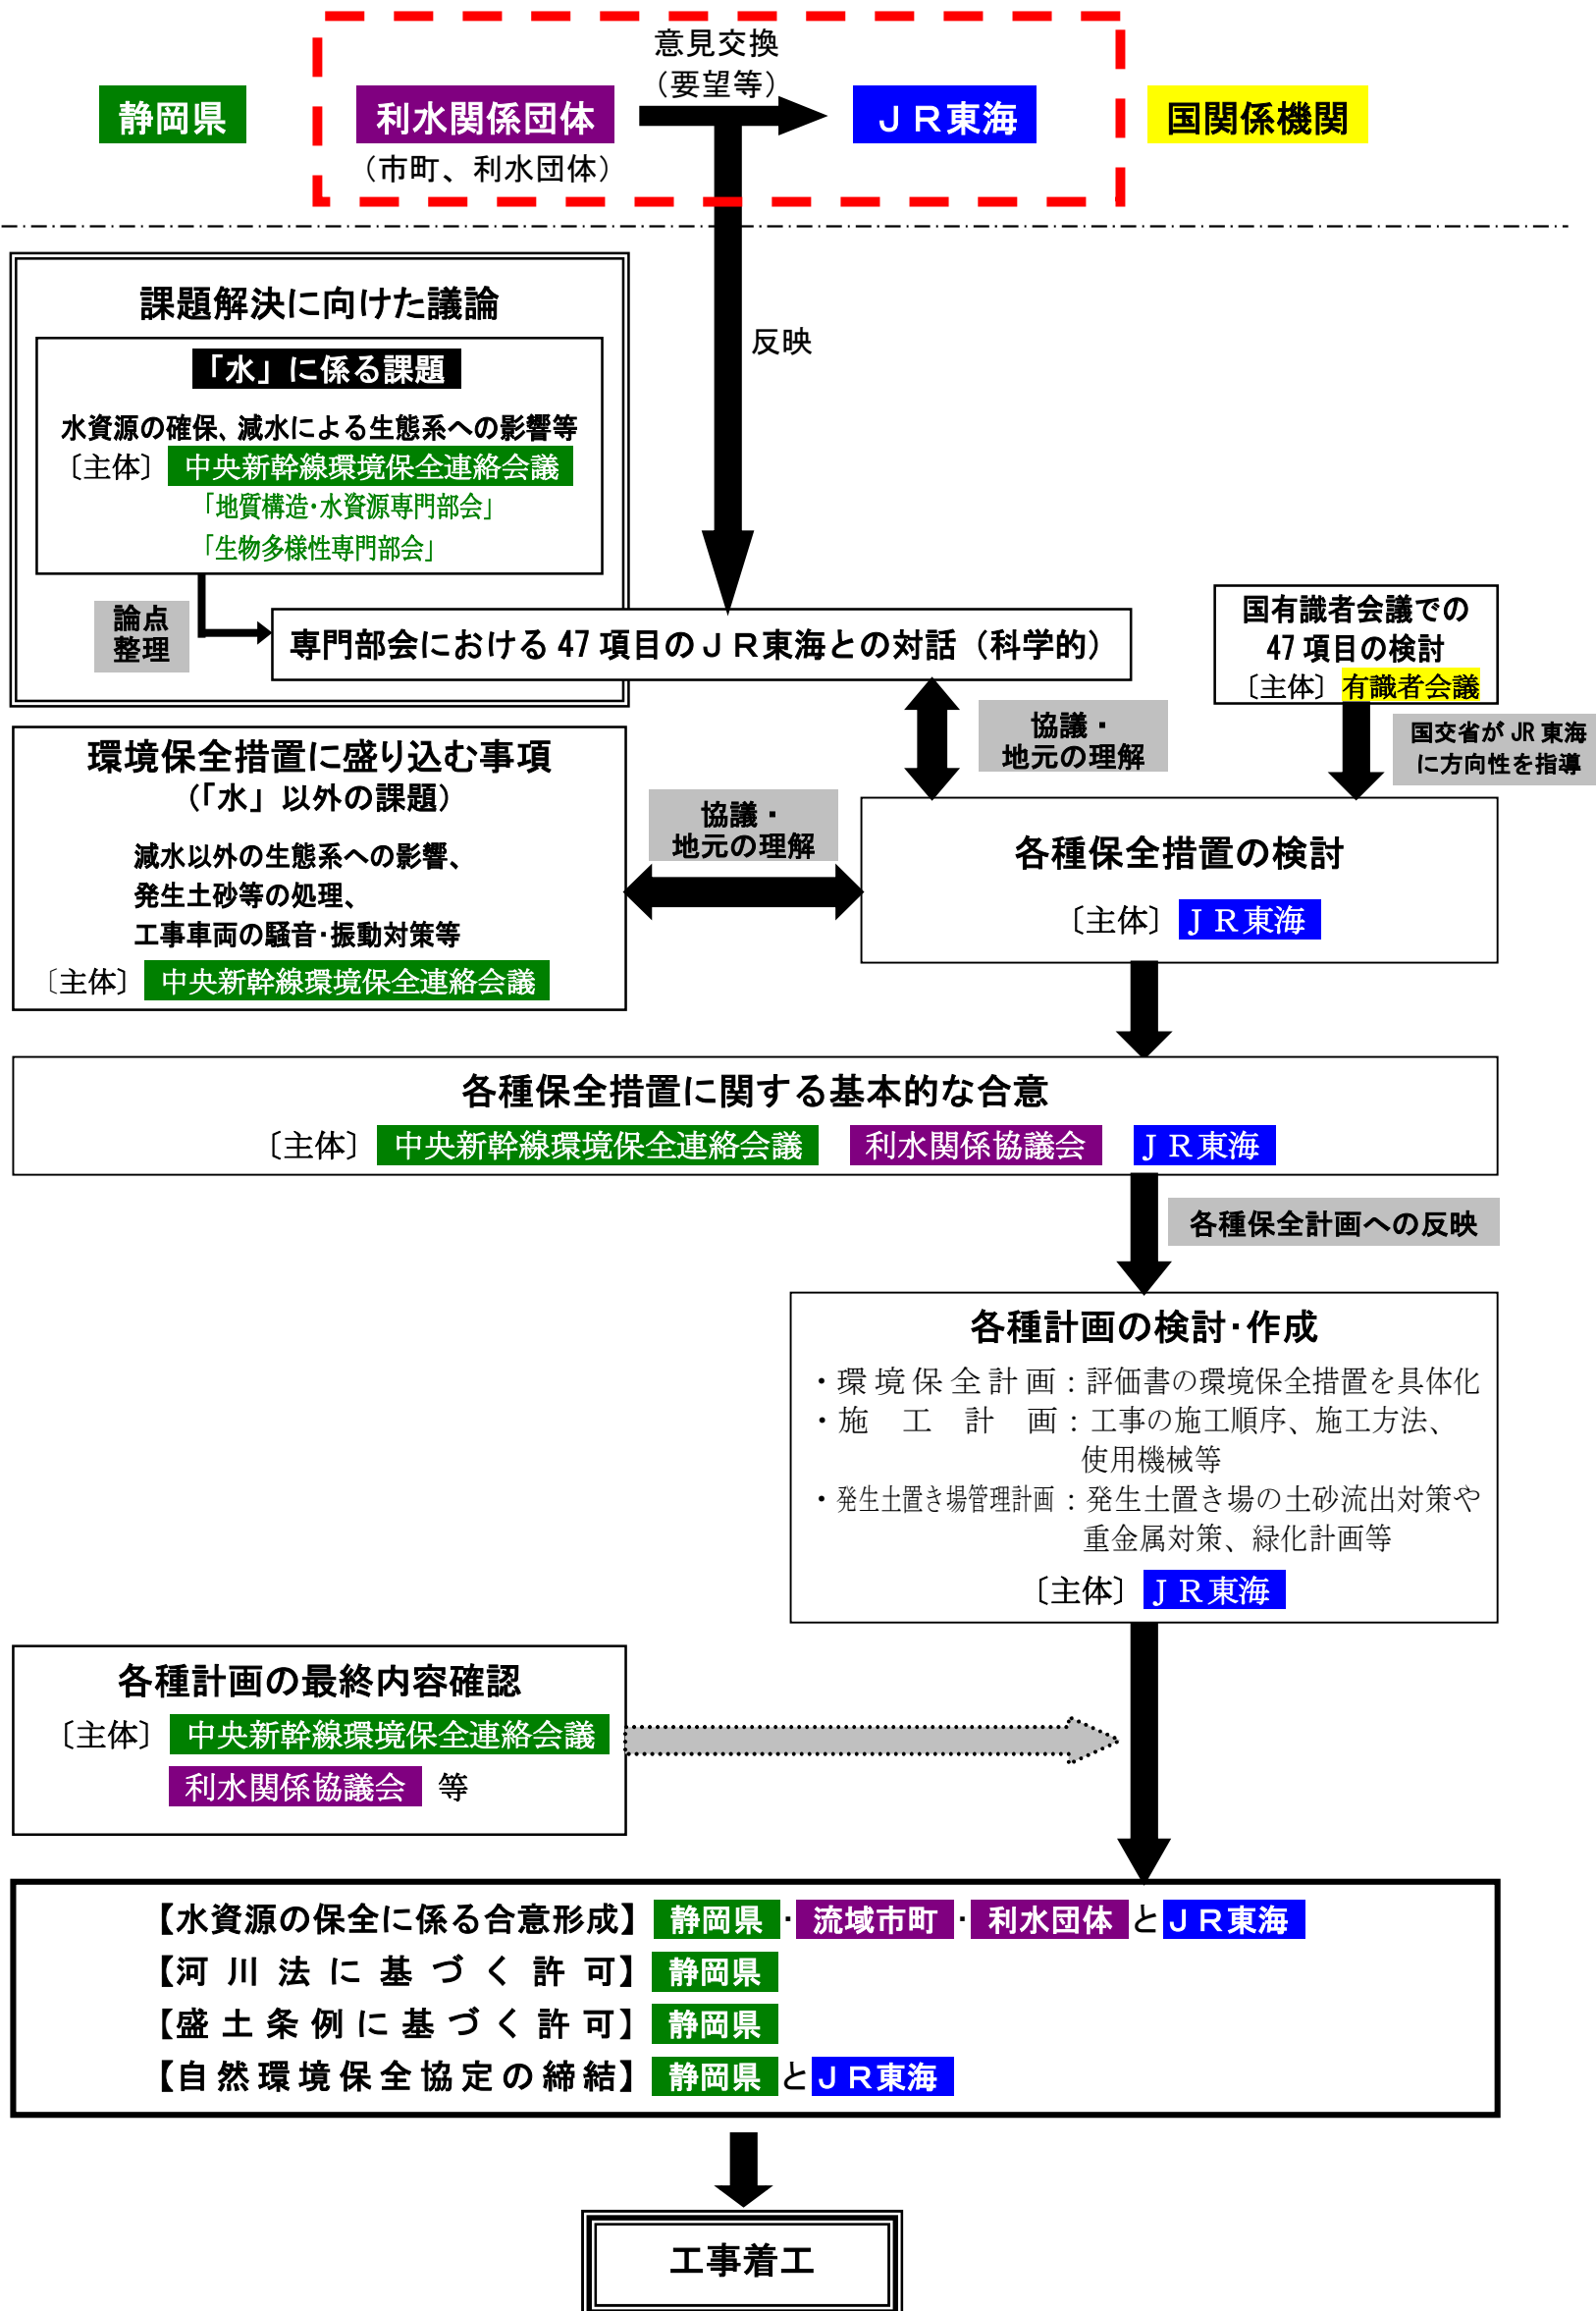 意見交換
（要望等）
静岡県
利水関係団体
ＪＲ東海
国関係機関
（市町、利水団体）
課題解決に向けた議論
「水」に係る課題
水資源の確保、減水による生態系への影響等
〔主体〕中央新幹線環境保全連絡会議
「地質構造・水資源専門部会」
「生物多様性専門部会」
反映
論点
整理
専門部会における 47 項目のＪＲ東海との対話（科学的）
国有識者会議での
47 項目の検討
〔主体〕有識者会議
国交省が JR 東海
に方向性を指導
協議・
地元の理解
環境保全措置に盛り込む事項
（「水」以外の課題）
減水以外の生態系への影響、
発生土砂等の処理、
工事車両の騒音・振動対策等
〔主体〕中央新幹線環境保全連絡会議
協議・
地元の理解
各種保全措置の検討
〔主体〕ＪＲ東海
各種保全措置に関する基本的な合意
〔主体〕中央新幹線環境保全連絡会議 利水関係協議会 ＪＲ東海
各種保全計画への反映
各種計画の検討・作成
・環境保全計画：評価書の環境保全措置を具体化
・施工計画：工事の施工順序、施工方法、
使用機械等
・発生土置き場管理計画：発生土置き場の土砂流出対策や
重金属対策、緑化計画等
〔主体〕ＪＲ東海
各種計画の最終内容確認
〔主体〕中央新幹線環境保全連絡会議
利水関係協議会 等
【水資源の保全に係る合意形成】静岡県・流域市町・利水団体とＪＲ東海
【河川法に基づく許可】静岡県
【盛土条例に基づく許可】静岡県
【自然環境保全協定の締結】静岡県とＪＲ東海
工事着工